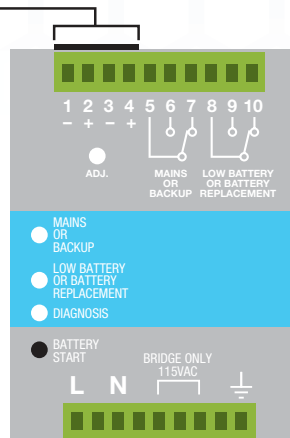 1 2 3 4 5 6 7 8 9 10
− + − +
ADJ.
MAINS
OR
BACKUP
LOW BATTERY
OR BATTERY
REPLACEMENT
MAINS
OR
BACKUP
LOW BATTERY
OR BATTERY
REPLACEMENT
DIAGNOSIS
BATTERY
START
BRIDGE ONLY
115VAC
L N